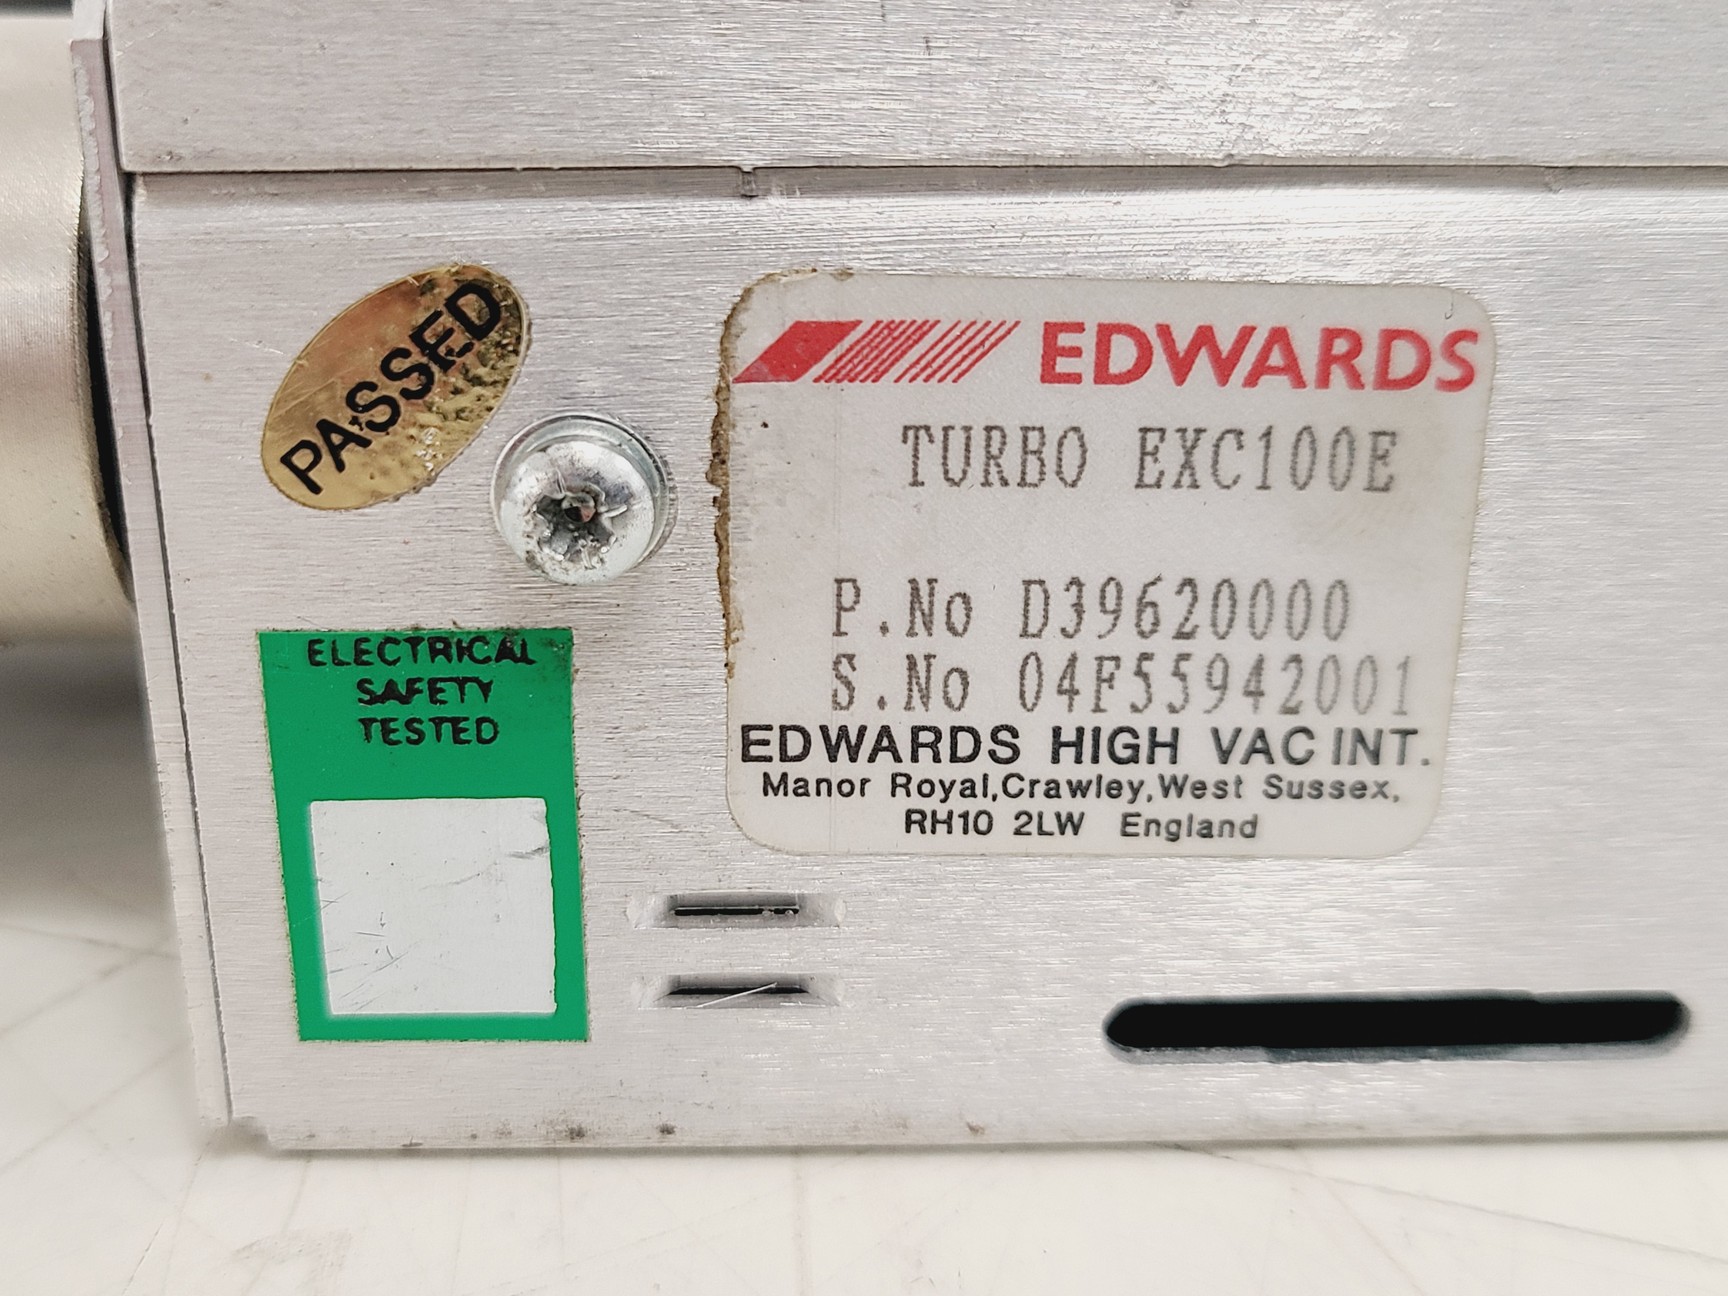 PASSED
ELECTRICAL
SAFETY
TESTED
EDWARDS
TURBO EXC100E
P.No D39620000
S.No 04F55942001
EDWARDS HIGH VAC INT.
Manor Royal,Crawley,West Sussex,
RH10 2LW England